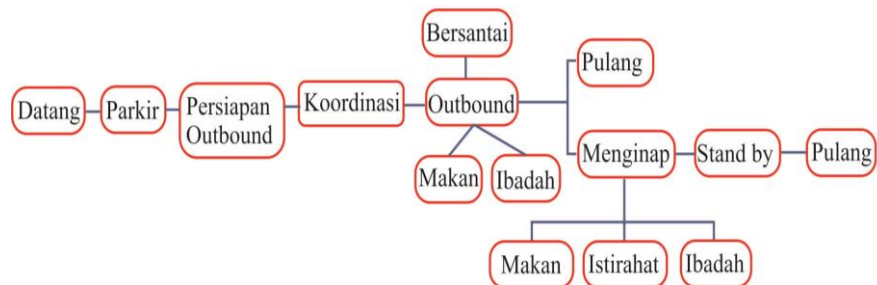 Bersantai
Pulang
Datang
Parkir
Persiapan
Outbound
Koordinasi
Outbound
Makan
Ibadah
Menginap
Stand by
Pulang
Makan
Istirahat
Ibadah